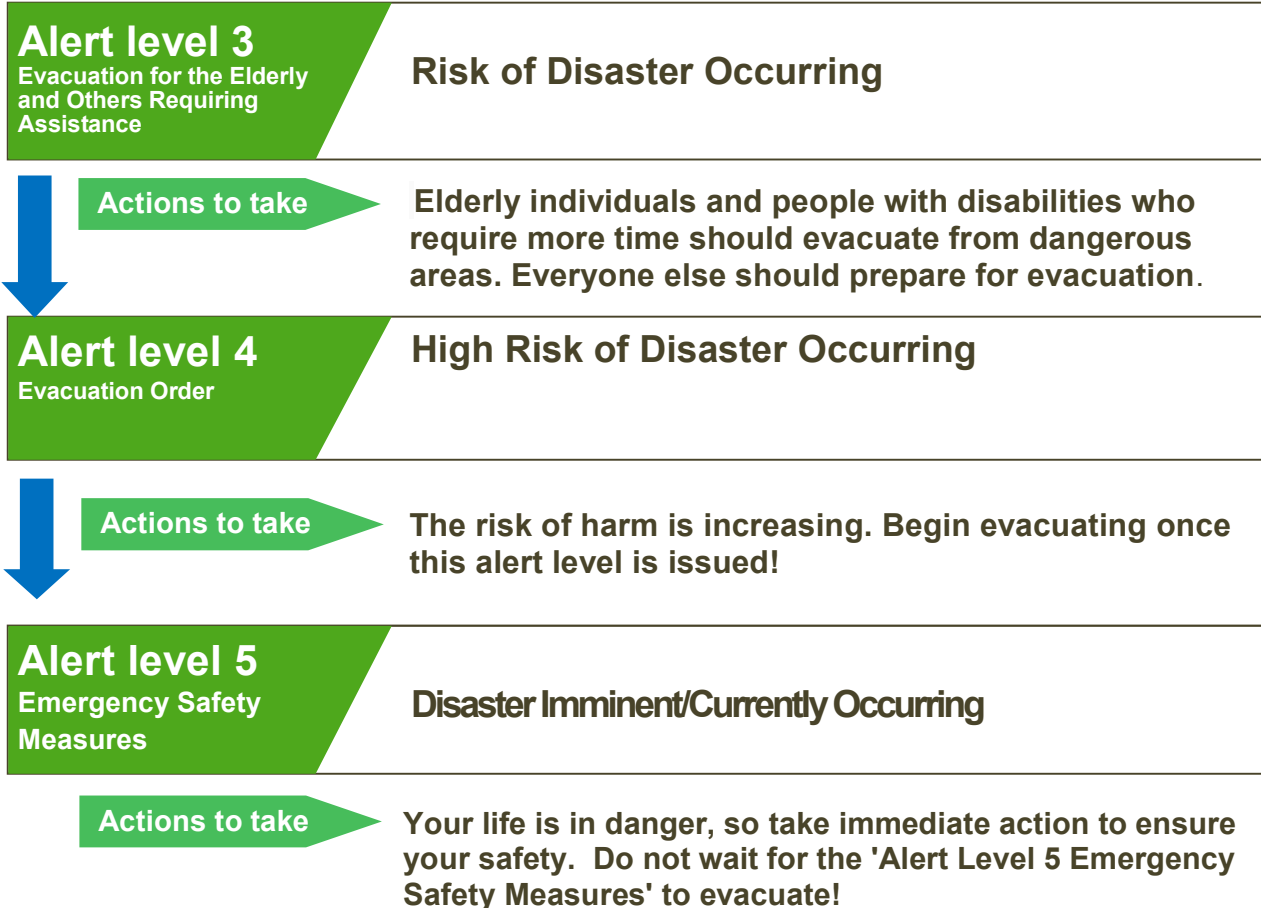 Alert level 3
Evacuation for the Elderly
and Others Requiring
Assistance
Risk of Disaster Occurring
Actions to take
Elderly individuals and people with disabilities who
require more time should evacuate from dangerous
areas. Everyone else should prepare for evacuation.
Alert level 4
Evacuation Order
High Risk of Disaster Occurring
Actions to take
The risk of harm is increasing. Begin evacuating once
this alert level is issued!
Alert level 5
Emergency Safety
Measures
Disaster Imminent/Currently Occurring
Actions to take
Your life is in danger, so take immediate action to ensure
your safety.  Do not wait for the 'Alert Level 5 Emergency
Safety Measures' to evacuate!